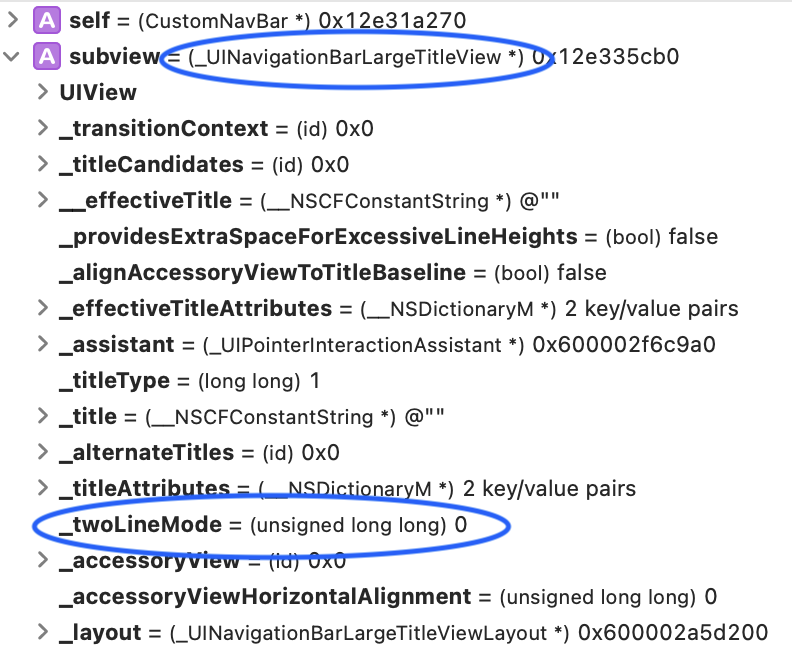 A self = (CustomNavBar *) 0x12e31a270
A subview = (_UINavigationBarLargeTitleView *) 0x12e335cb0
UIView
_transitionContext = (id) 0x0
_titleCandidates = (id) 0x0
__effectiveTitle = (__NSCFConstantString *) @""
_providesExtraSpaceForExcessiveLineHeights = (bool) false
_alignAccessoryViewToTitleBaseline = (bool) false
_effectiveTitleAttributes = (__NSDictionaryM *) 2 key/value pairs
_assistant = (_UIPointerInteractionAssistant *) 0x600002f6c9a0
_titleType = (long long) 1
_title = (__NSCFConstantString *) @""
_alternateTitles = (id) 0x0
_titleAttributes = (__NSDictionaryM *) 2 key/value pairs
_twoLineMode = (unsigned long long) 0
_accessoryView = (id) 0x0
_accessoryViewHorizontalAlignment = (unsigned long long) 0
_layout = (_UINavigationBarLargeTitleViewLayout *) 0x600002a5d200